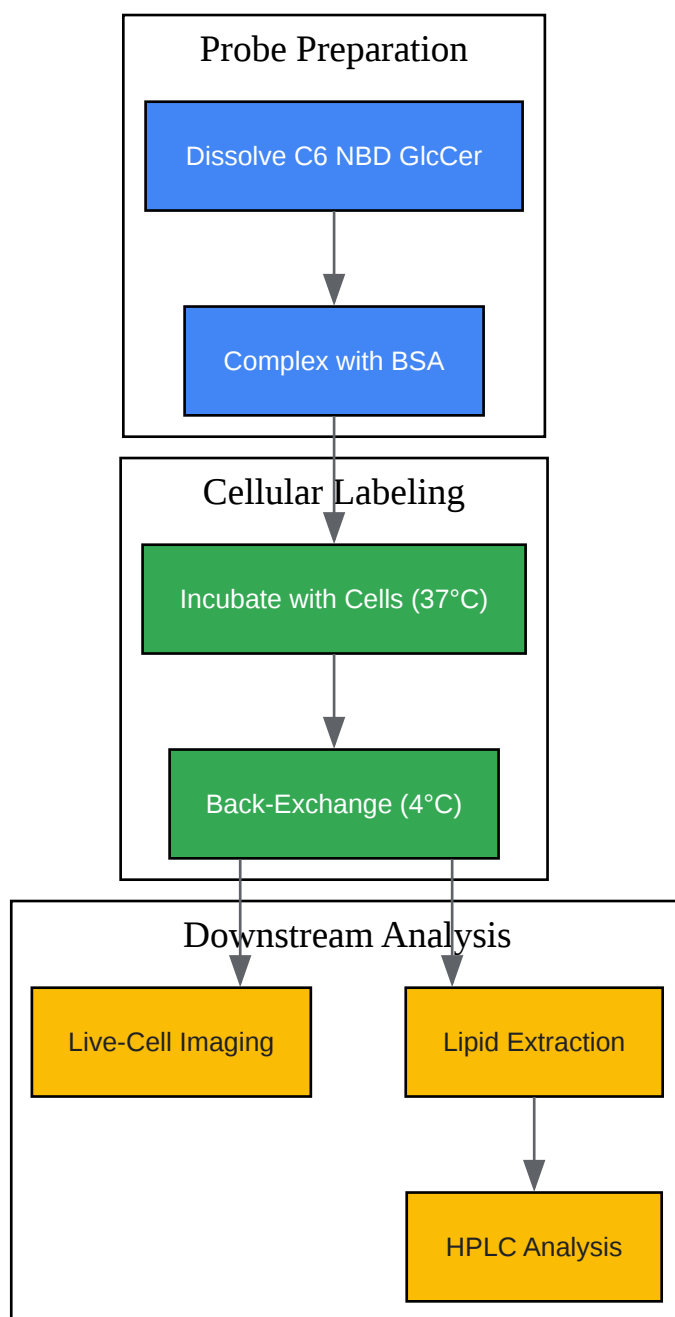 Probe Preparation
Dissolve C6 NBD GlcCer
Complex with BSA
Cellular Labeling
Incubate with Cells (37°C)
Back-Exchange (4°C)
Downstream Analysis
Live-Cell Imaging
Lipid Extraction
HPLC Analysis